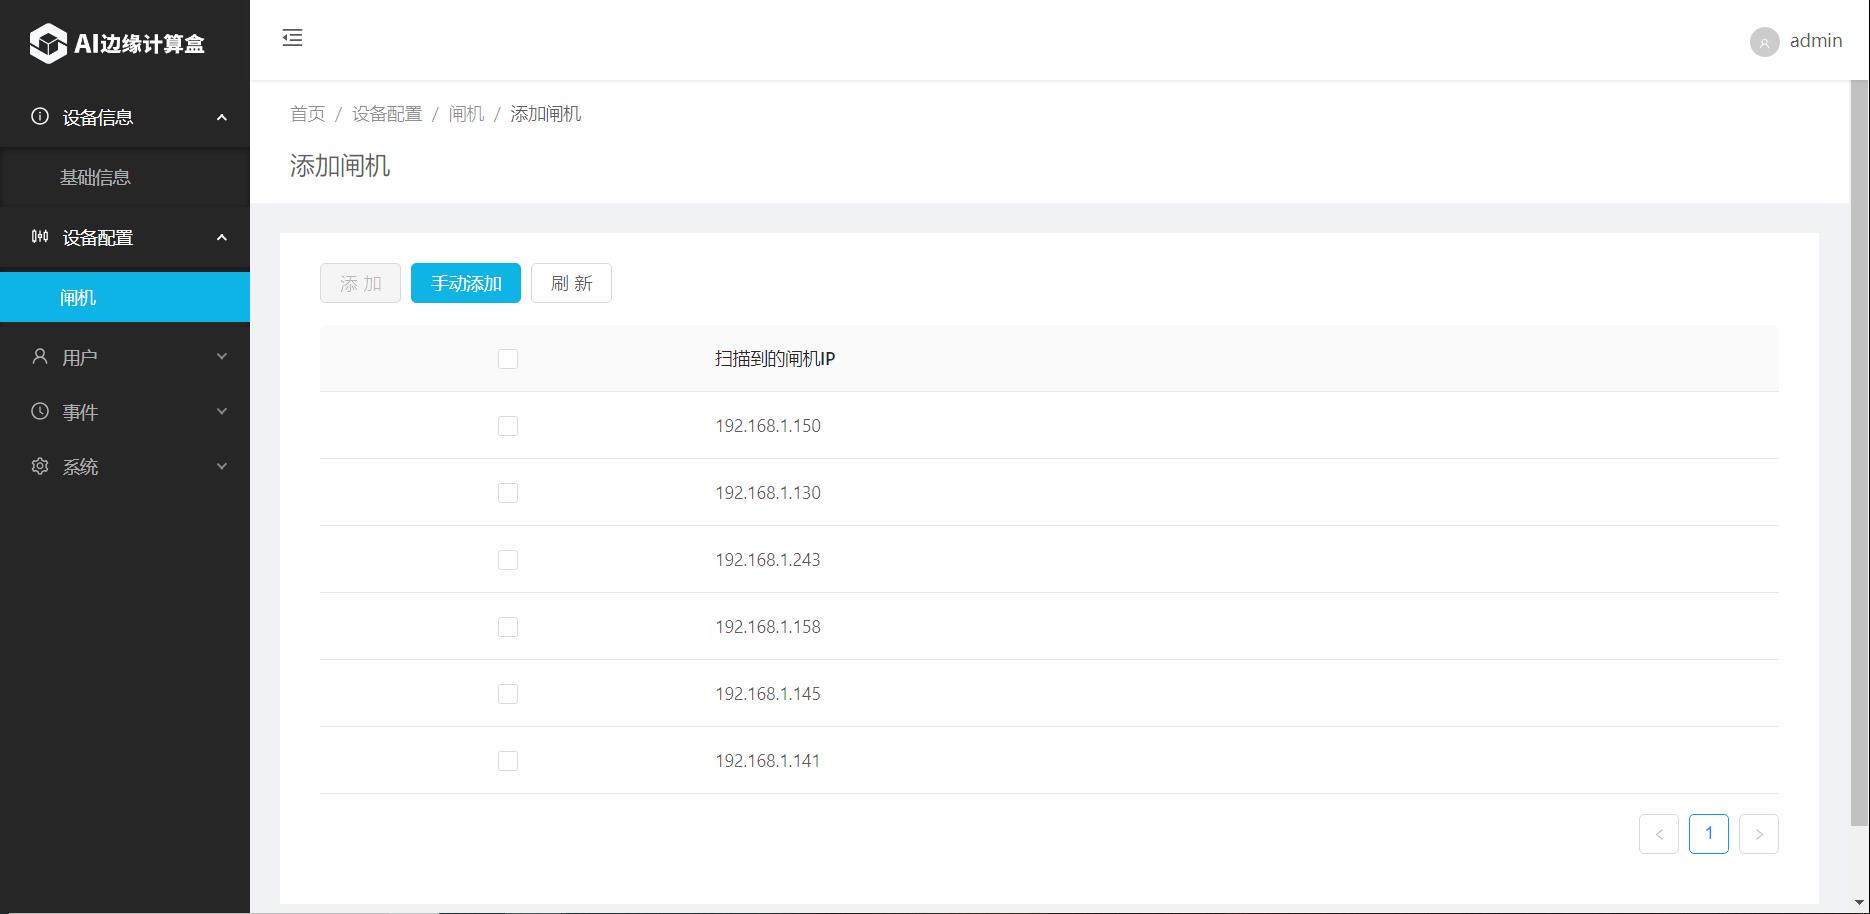 AI边缘计算盒
admin
设备信息
基础信息
设备配置
闸机
用户
事件
系统
首页 / 设备配置 / 闸机 / 添加闸机
添加闸机
添 加 手动添加 刷 新
扫描到的闸机IP
192.168.1.150
192.168.1.130
192.168.1.243
192.168.1.158
192.168.1.145
192.168.1.141
< 1 >